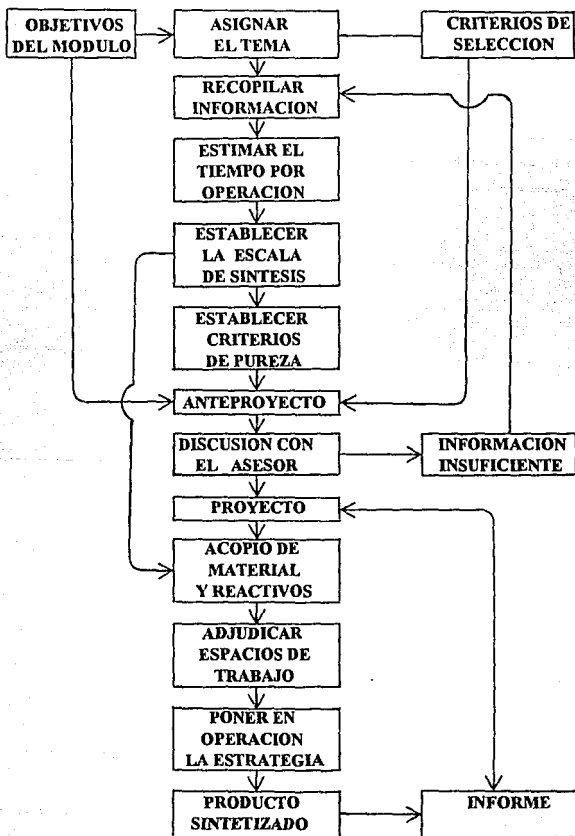 OBJETIVOS
DEL MODULO
ASIGNAR
EL TEMA
CRITERIOS DE
SELECCION
RECOPILAR
INFORMACION
ESTIMAR EL
TIEMPO POR
OPERACION
ESTABLECER
LA ESCALA
DE SINTESIS
ESTABLECER
CRITERIOS
DE PUREZA
ANTEPROYECTO
DISCUSION CON
EL ASESOR
INFORMACION
INSUFICIENTE
PROYECTO
ACOPIO DE
MATERIAL
Y REACTIVOS
ADJUDICAR
ESPACIOS DE
TRABAJO
PONER EN
OPERACION
LA ESTRATEGIA
PRODUCTO
SINTETIZADO
INFORME